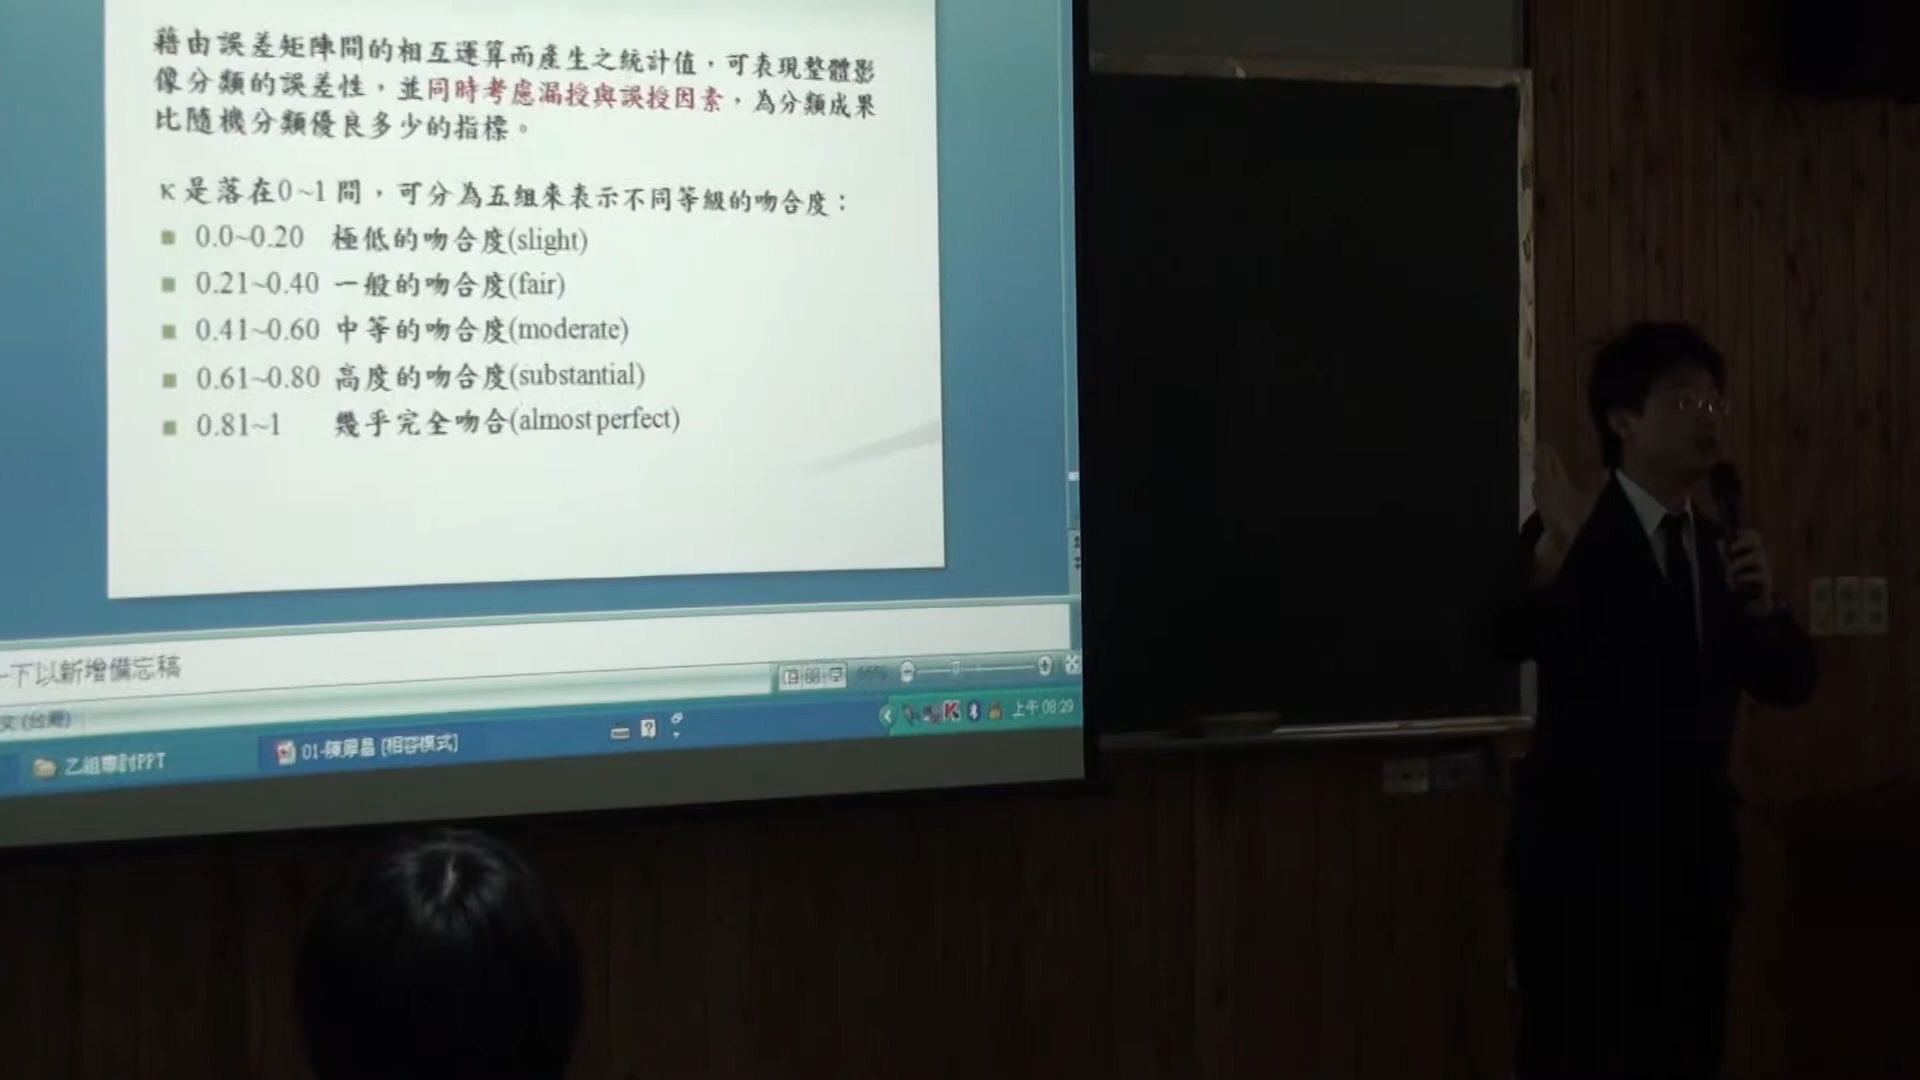 藉由誤差矩陣間的相互運算而產生之統計值，可表現整體影
像分類的誤差性，並同時考慮漏授與誤授因素，為分類成果
比隨機分類優良多少的指標。
κ是落在0~1間，可分為五組來表示不同等級的吻合度：
0.0~0.20 極低的吻合度(slight)
0.21~0.40 一般的吻合度(fair)
0.41~0.60 中等的吻合度(moderate)
0.61~0.80 高度的吻合度(substantial)
0.81~1 幾乎完全吻合(almost perfect)
一下以新增備忘稿
66%
文(台灣)
乙組專討PPT
01-陳厚昌 [相容模式]
上午 08:29